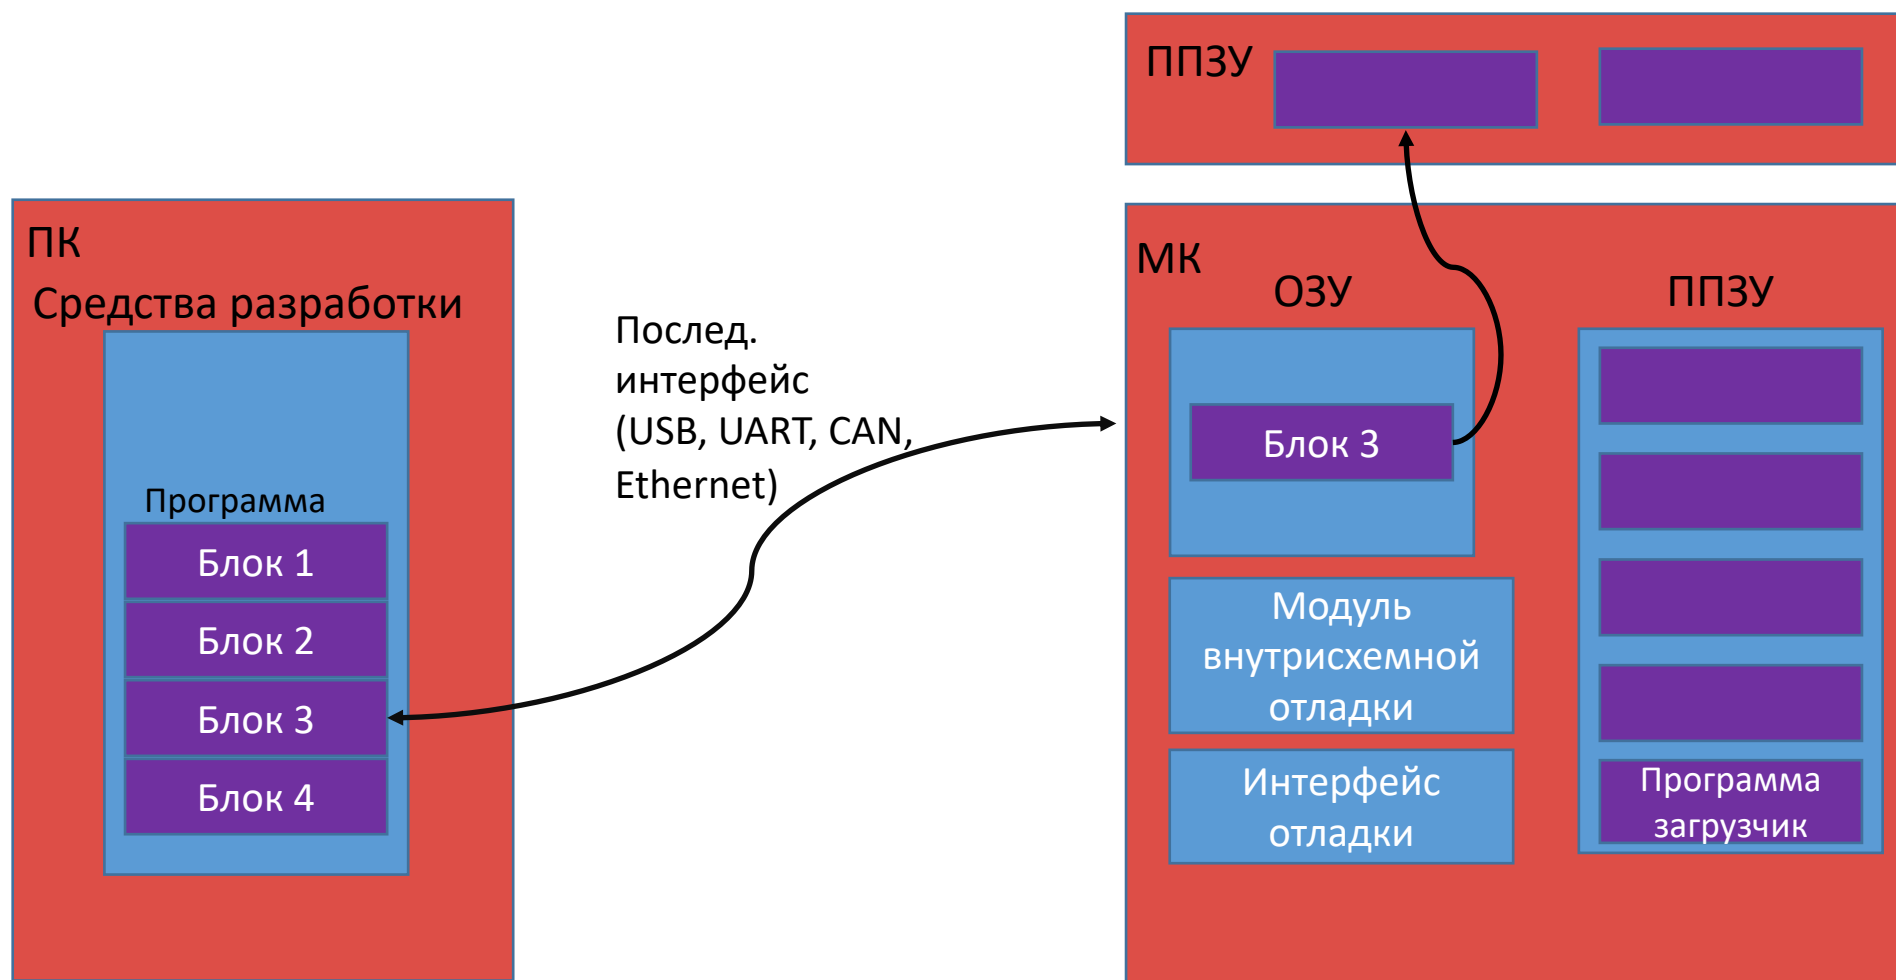 ППЗУ
ПК
Средства разработки
Программа
Блок 1
Блок 2
Блок 3
Блок 4
Послед.
интерфейс
(USB, UART, CAN,
Ethernet)
МК
ОЗУ
ППЗУ
Блок 3
Модуль
внутрисхемной
отладки
Интерфейс
отладки
Программа
загрузчик